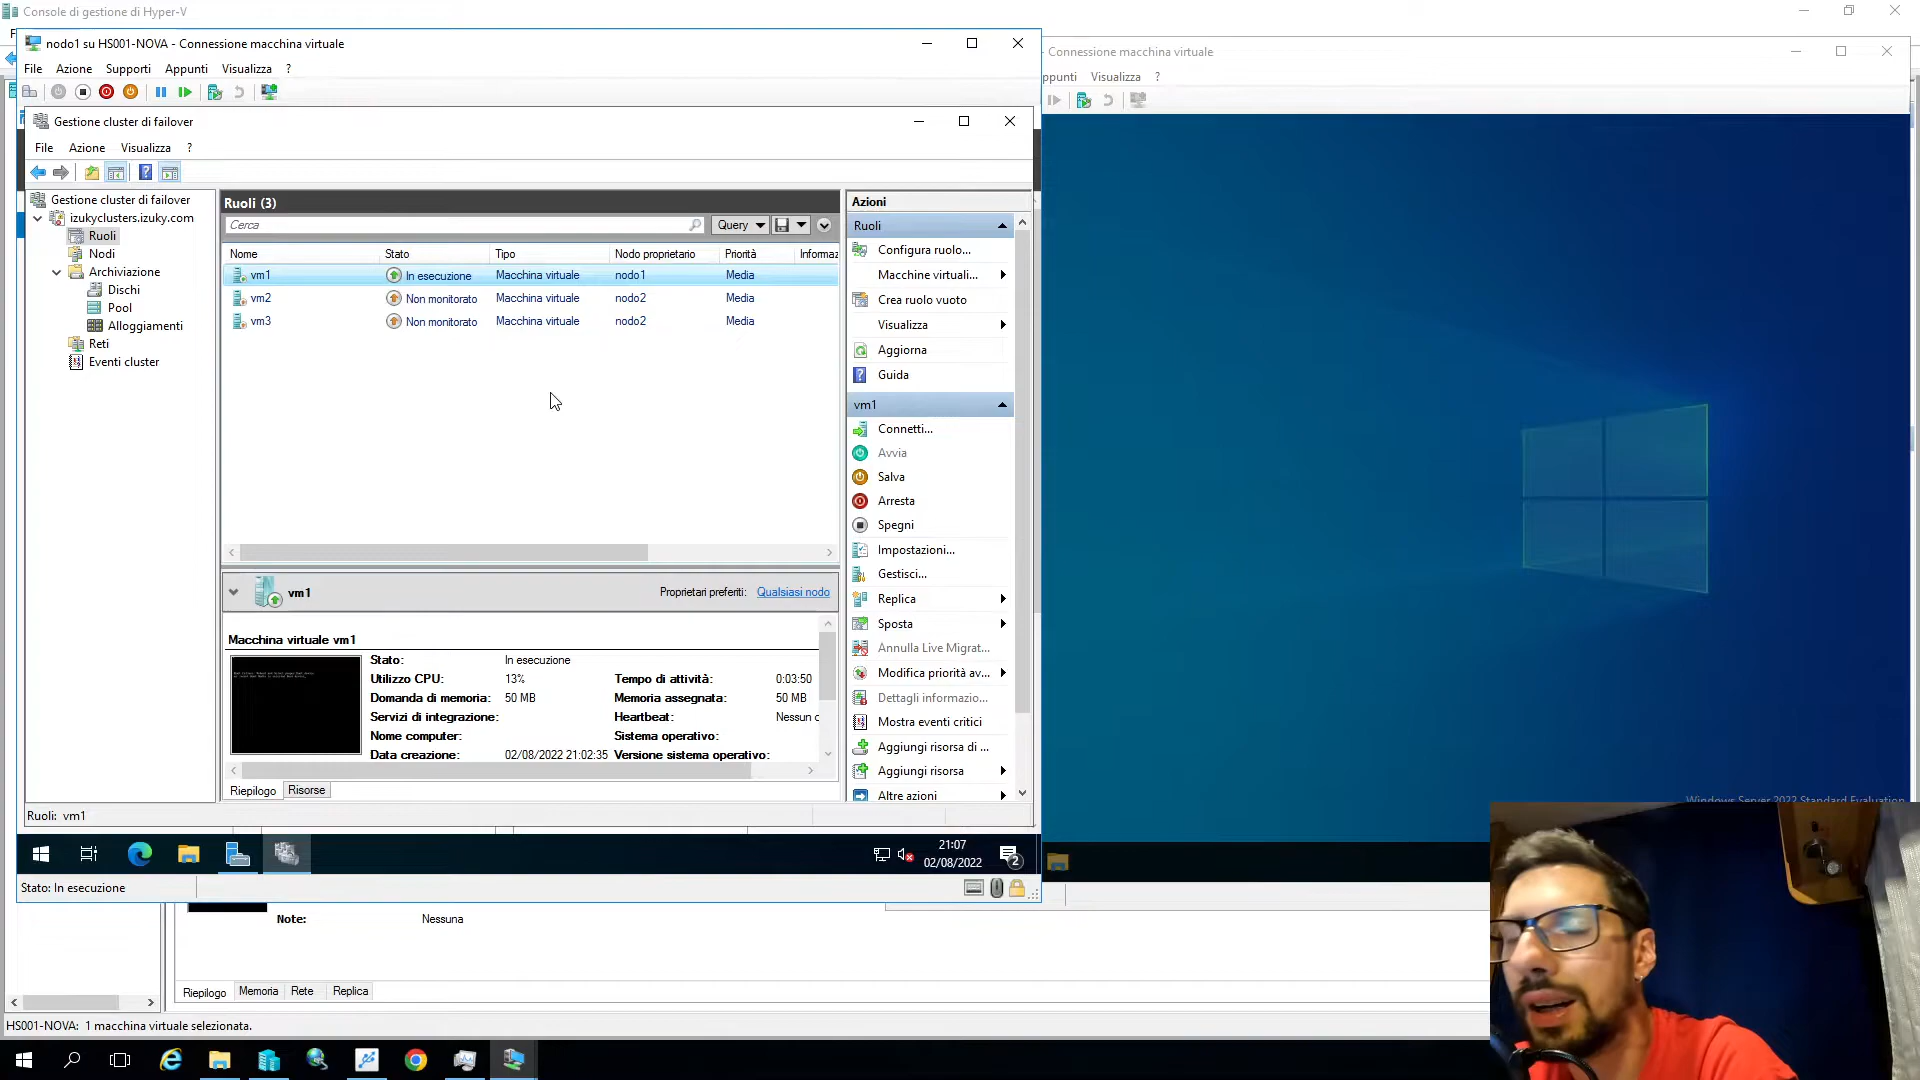 Console di gestione di Hyper-V
nodo1 su HS001-NOVA - Connessione macchina virtuale
- Connessione macchina virtuale
File Azione Supporti Appunti Visualizza ?
ppunti Visualizza ?
Gestione cluster di failover
File Azione Visualizza ?
Gestione cluster di failover
izukyclusters.izuky.com
Ruoli
Nodi
Archiviazione
Dischi
Pool
Alloggiamenti
Reti
Eventi cluster
Ruoli (3)
Cerca
Query
Nome Stato Tipo Nodo proprietario Priorità Informaz
vm1 In esecuzione Macchina virtuale nodo1 Media
vm2 Non monitorato Macchina virtuale nodo2 Media
vm3 Non monitorato Macchina virtuale nodo2 Media
vm1 Proprietari preferiti: Qualsiasi nodo
Macchina virtuale vm1
Stato: In esecuzione
Utilizzo CPU: 13% Tempo di attività: 0:03:50
Domanda di memoria: 50 MB Memoria assegnata: 50 MB
Servizi di integrazione: Heartbeat: Nessun c
Nome computer: Sistema operativo:
Data creazione: 02/08/2022 21:02:35 Versione sistema operativo:
Riepilogo Risorse
Azioni
Ruoli
Configura ruolo...
Macchine virtuali...
Crea ruolo vuoto
Visualizza
Aggiorna
Guida
vm1
Connetti...
Avvia
Salva
Arresta
Spegni
Impostazioni...
Gestisci...
Replica
Sposta
Annulla Live Migrat...
Modifica priorità av...
Dettagli informazio...
Mostra eventi critici
Aggiungi risorsa di ...
Aggiungi risorsa
Altre azioni
Ruoli: vm1
21:07
02/08/2022
2
Stato: In esecuzione
Windows Server 2022 Standard Evaluation
Note: Nessuna
Riepilogo Memoria Rete Replica
HS001-NOVA: 1 macchina virtuale selezionata.